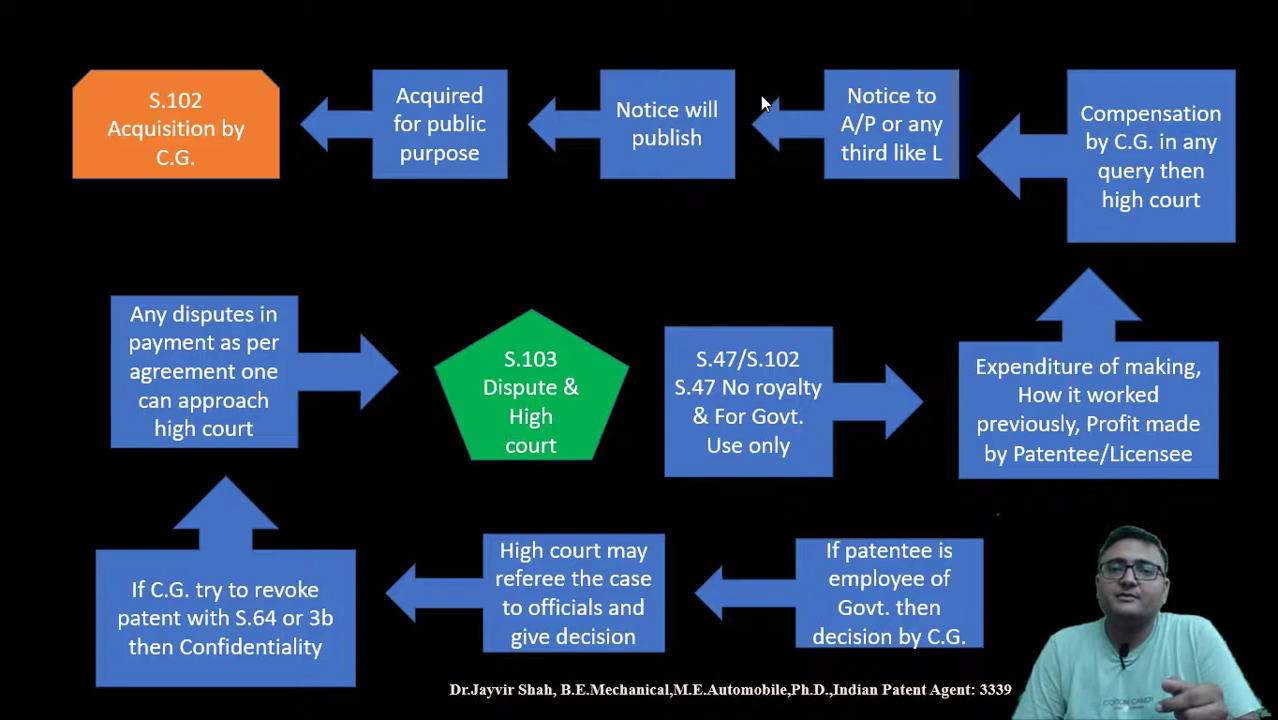 S.102
Acquisition by
C.G.
Acquired
for public
purpose
Notice will
publish
Notice to
A/P or any
third like L
Compensation
by C.G. in any
query then
high court
Any disputes in
payment as per
agreement one
can approach
high court
S.103
Dispute &
High
court
S.47/S.102
S.47 No royalty
& For Govt.
Use only
Expenditure of making,
How it worked
previously, Profit made
by Patentee/Licensee
If C.G. try to revoke
patent with S.64 or 3b
then Confidentiality
High court may
referee the case
to officials and
give decision
If patentee is
employee of
Govt. then
decision by C.G.
Dr.Jayvir Shah, B.E.Mechanical,M.E.Automobile,Ph.D.,Indian Patent Agent: 3339
COTTON CANDY